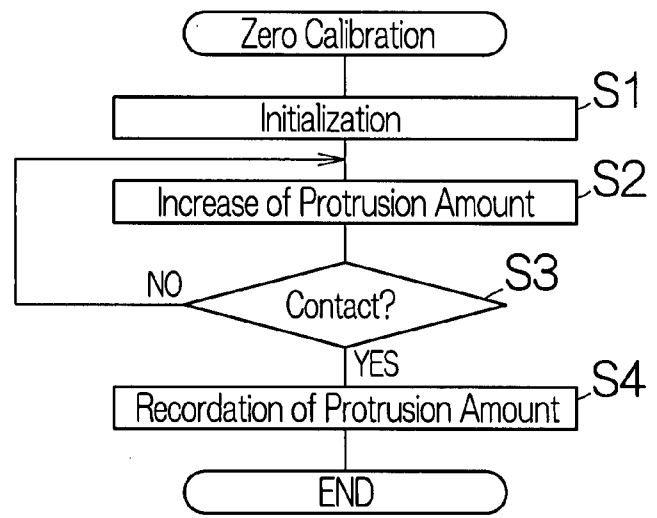 Zero Calibration
S1
Initialization
S2
Increase of Protrusion Amount
NO
S3
Contact?
YES
S4
Recordation of Protrusion Amount
END